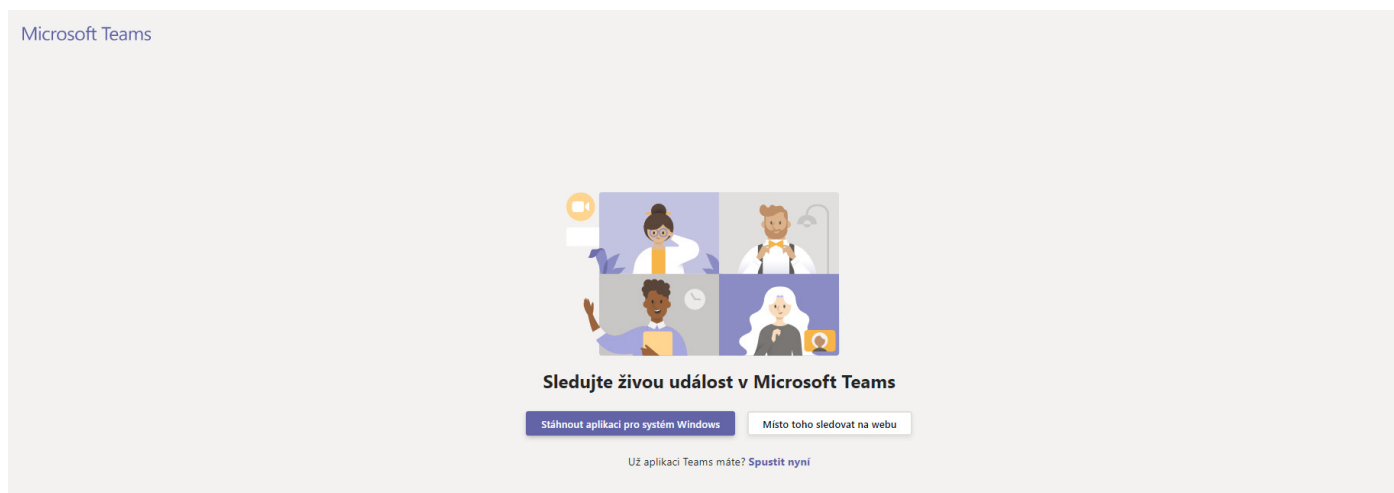 Microsoft Teams
Sledujte živou událost v Microsoft Teams
Stáhnout aplikaci pro systém Windows
Místo toho sledovat na webu
Už aplikaci Teams máte? Spustit nyní